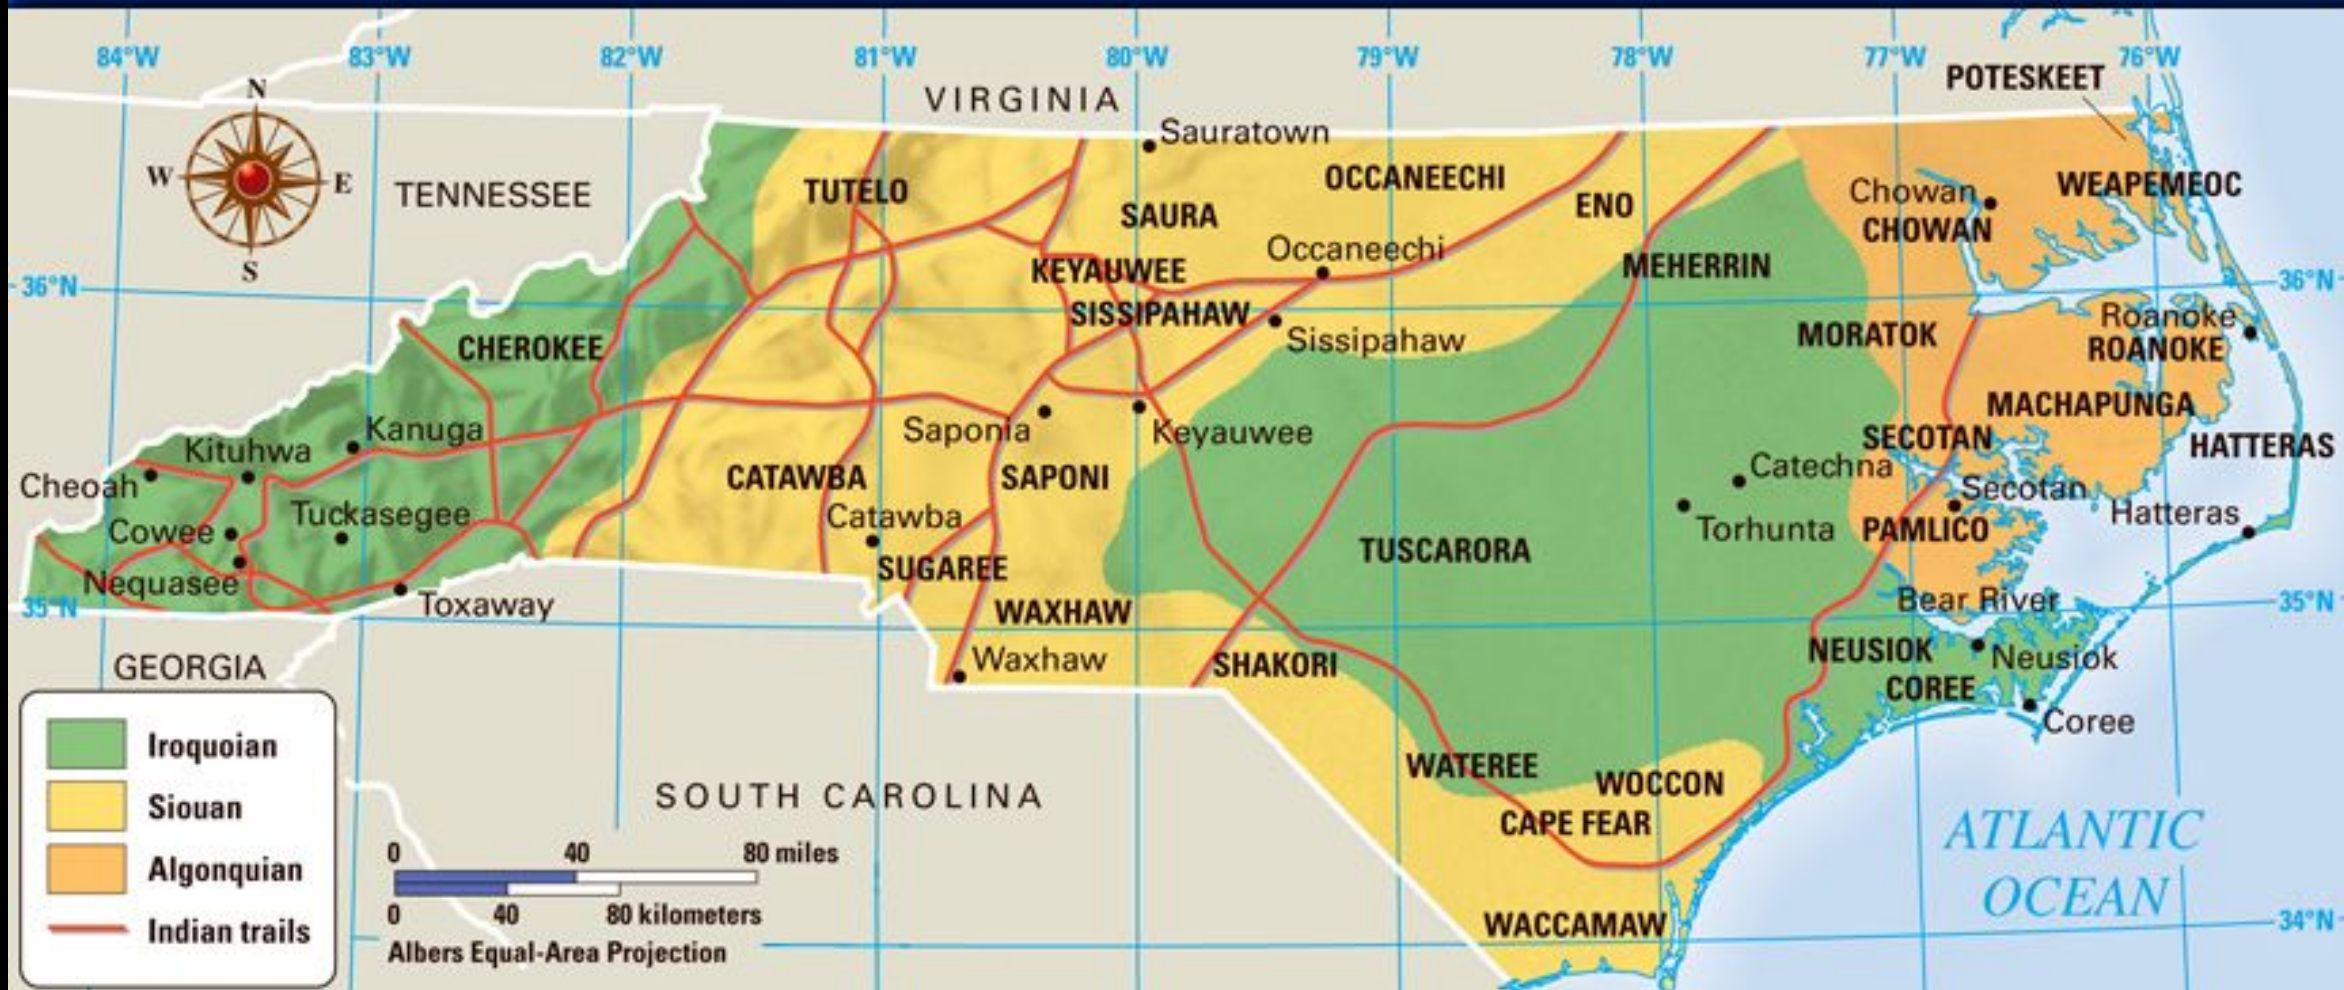 84°W
83°W
82°W
81°W
80°W
79°W
78°W
77°W
76°W
POTESKEET
N
VIRGINIA
Sauratown
W
E
TENNESSEE
TUTELO
OCCANEECHI
Chowan
WEAPEMEOC
SAURA
ENO
CHOWAN
S
Occaneechi
36°N
KEYAUWEE
MEHERRIN
36°N
SISSIPAHAW
Roanoke
CHEROKEE
Sissipahaw
MORATOK
ROANOKE
MACHAPUNGA
Kituhwa
Kanuga
Saponia
Keyauwee
SECOTAN
HATTERAS
Cheoah
CATAWBA
SAPONI
Catechna
Secotan
Cowee
Tuckasegee
Catawba
Torhunta
PAMLICO
Hatteras
Nequasee
SUGAREE
TUSCARORA
35°N
Toxaway
WAXHAW
Bear River
35°N
GEORGIA
Waxhaw
SHAKORI
NEUSIOK
Neusiok
COREE
Coree
Iroquoian
Siouan
Algonquian
Indian trails
SOUTH CAROLINA
WATEREE
WOCCON
CAPE FEAR
ATLANTIC
OCEAN
0 40 80 miles
0 40 80 kilometers
Albers Equal-Area Projection
WACCAMAW
34°N